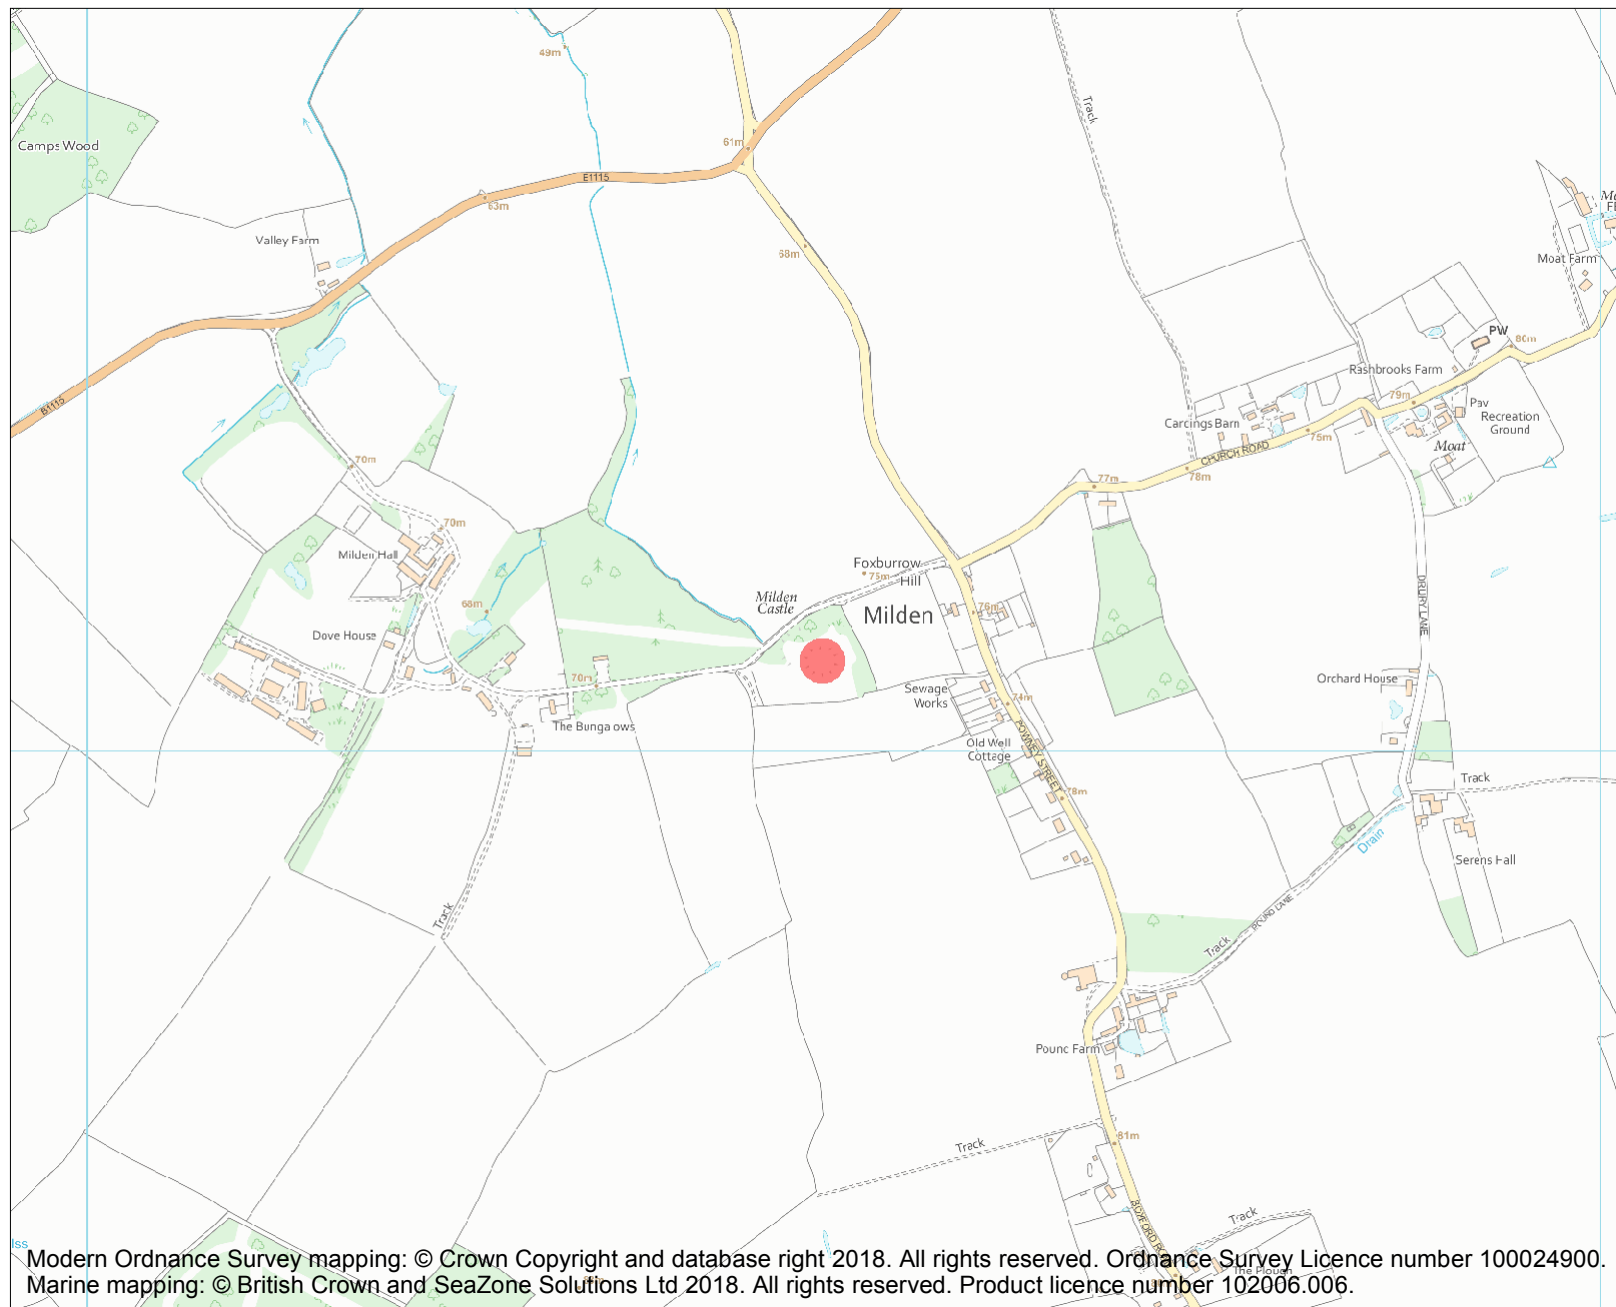 49m
Camps Wood
Track
61m
E1115
63m
Valley Farm
68m
Moat Farm
PW
80m
Rashbrooks Farm
79m
Pav
Recreation
Ground
B1115
Carcings Barn
75m
Moat
CHURCH ROAD
70m
77m
78m
70m
Milden Hall
Foxburrow
Hill
75m
Milden
Castle
Milden
76m
DRURY LANE
Dove House
70m
Orchard House
Sewage
Works
74m
The Bungalows
POWNEY STREET
Old Well
Cottage
78m
Track
Drain
Serens Hall
Track
POUND LANE
Track
Pounc Farm
81m
Track
Track
The Plough
Modern Ordnance Survey mapping: © Crown Copyright and database right 2018. All rights reserved. Ordnance Survey Licence number 100024900.
Marine mapping: © British Crown and SeaZone Solutions Ltd 2018. All rights reserved. Product licence number 102006.006.